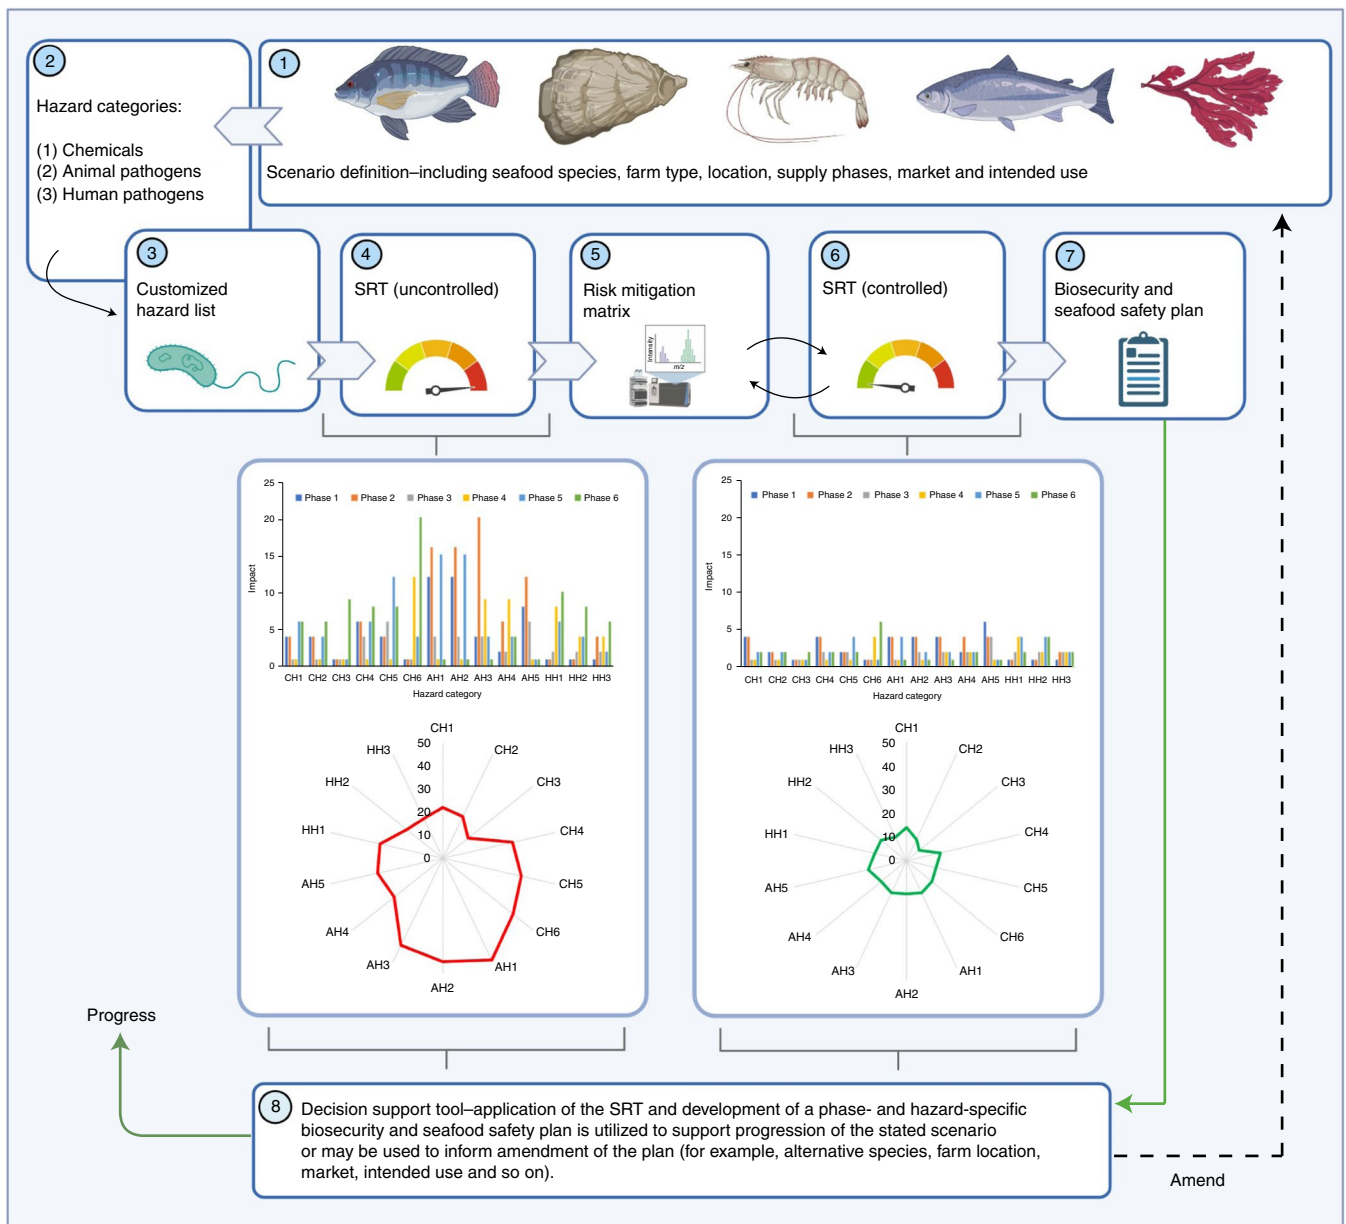 1
Scenario definition–including seafood species, farm type, location, supply phases, market and intended use
2
Hazard categories:
(1) Chemicals
(2) Animal pathogens
(3) Human pathogens
3
Customized
hazard list
4
SRT (uncontrolled)
5
Risk mitigation
matrix
Intensity
m/z
6
SRT (controlled)
7
Biosecurity and
seafood safety plan
25
20
15
10
5
0
Impact
Phase 1 Phase 2 Phase 3 Phase 4 Phase 5 Phase 6
CH1 CH2 CH3 CH4 CH5 CH6 AH1 AH2 AH3 AH4 AH5 HH1 HH2 HH3
Hazard category
CH1
CH2
CH3
CH4
CH5
CH6
AH1
AH2
AH3
AH4
AH5
HH1
HH2
HH3
50
40
30
20
10
0
25
20
15
10
5
0
Impact
Phase 1 Phase 2 Phase 3 Phase 4 Phase 5 Phase 6
CH1 CH2 CH3 CH4 CH5 CH6 AH1 AH2 AH3 AH4 AH5 HH1 HH2 HH3
Hazard category
CH1
CH2
CH3
CH4
CH5
CH6
AH1
AH2
AH3
AH4
AH5
HH1
HH2
HH3
50
40
30
20
10
0
Progress
8
Decision support tool–application of the SRT and development of a phase- and hazard-specific
biosecurity and seafood safety plan is utilized to support progression of the stated scenario
or may be used to inform amendment of the plan (for example, alternative species, farm location,
market, intended use and so on).
Amend